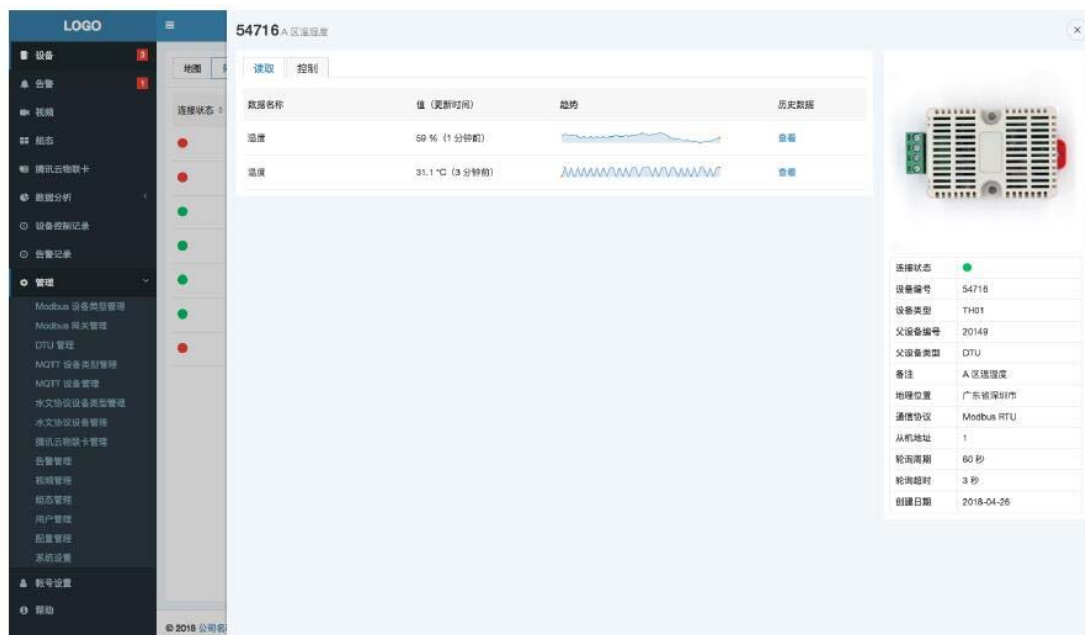 LOGO
设备 3
告警 1
视频
组态
腾讯云物联卡
数据分析
设备控制记录
告警记录
管理
Modbus 设备类型管理
Modbus 网关管理
DTU 管理
MQTT 设备类型管理
MQTT 设备管理
水文协议设备类型管理
水文协议设备管理
腾讯云物联卡管理
告警管理
视频管理
组态管理
用户管理
配置管理
系统设置
帐号设置
帮助
地图
连接状态
© 2018 公司名
54716 A 区温湿度
读取 控制
数据名称 值（更新时间） 趋势 历史数据
湿度 59 %（1 分钟前） 查看
温度 31.1 °C（3 分钟前） 查看
连接状态
设备编号 54716
设备类型 TH01
父设备编号 20149
父设备类型 DTU
备注 A 区温湿度
地理位置 广东省深圳市
通信协议 Modbus RTU
从机地址 1
轮询周期 60 秒
轮询超时 3 秒
创建日期 2018-04-26